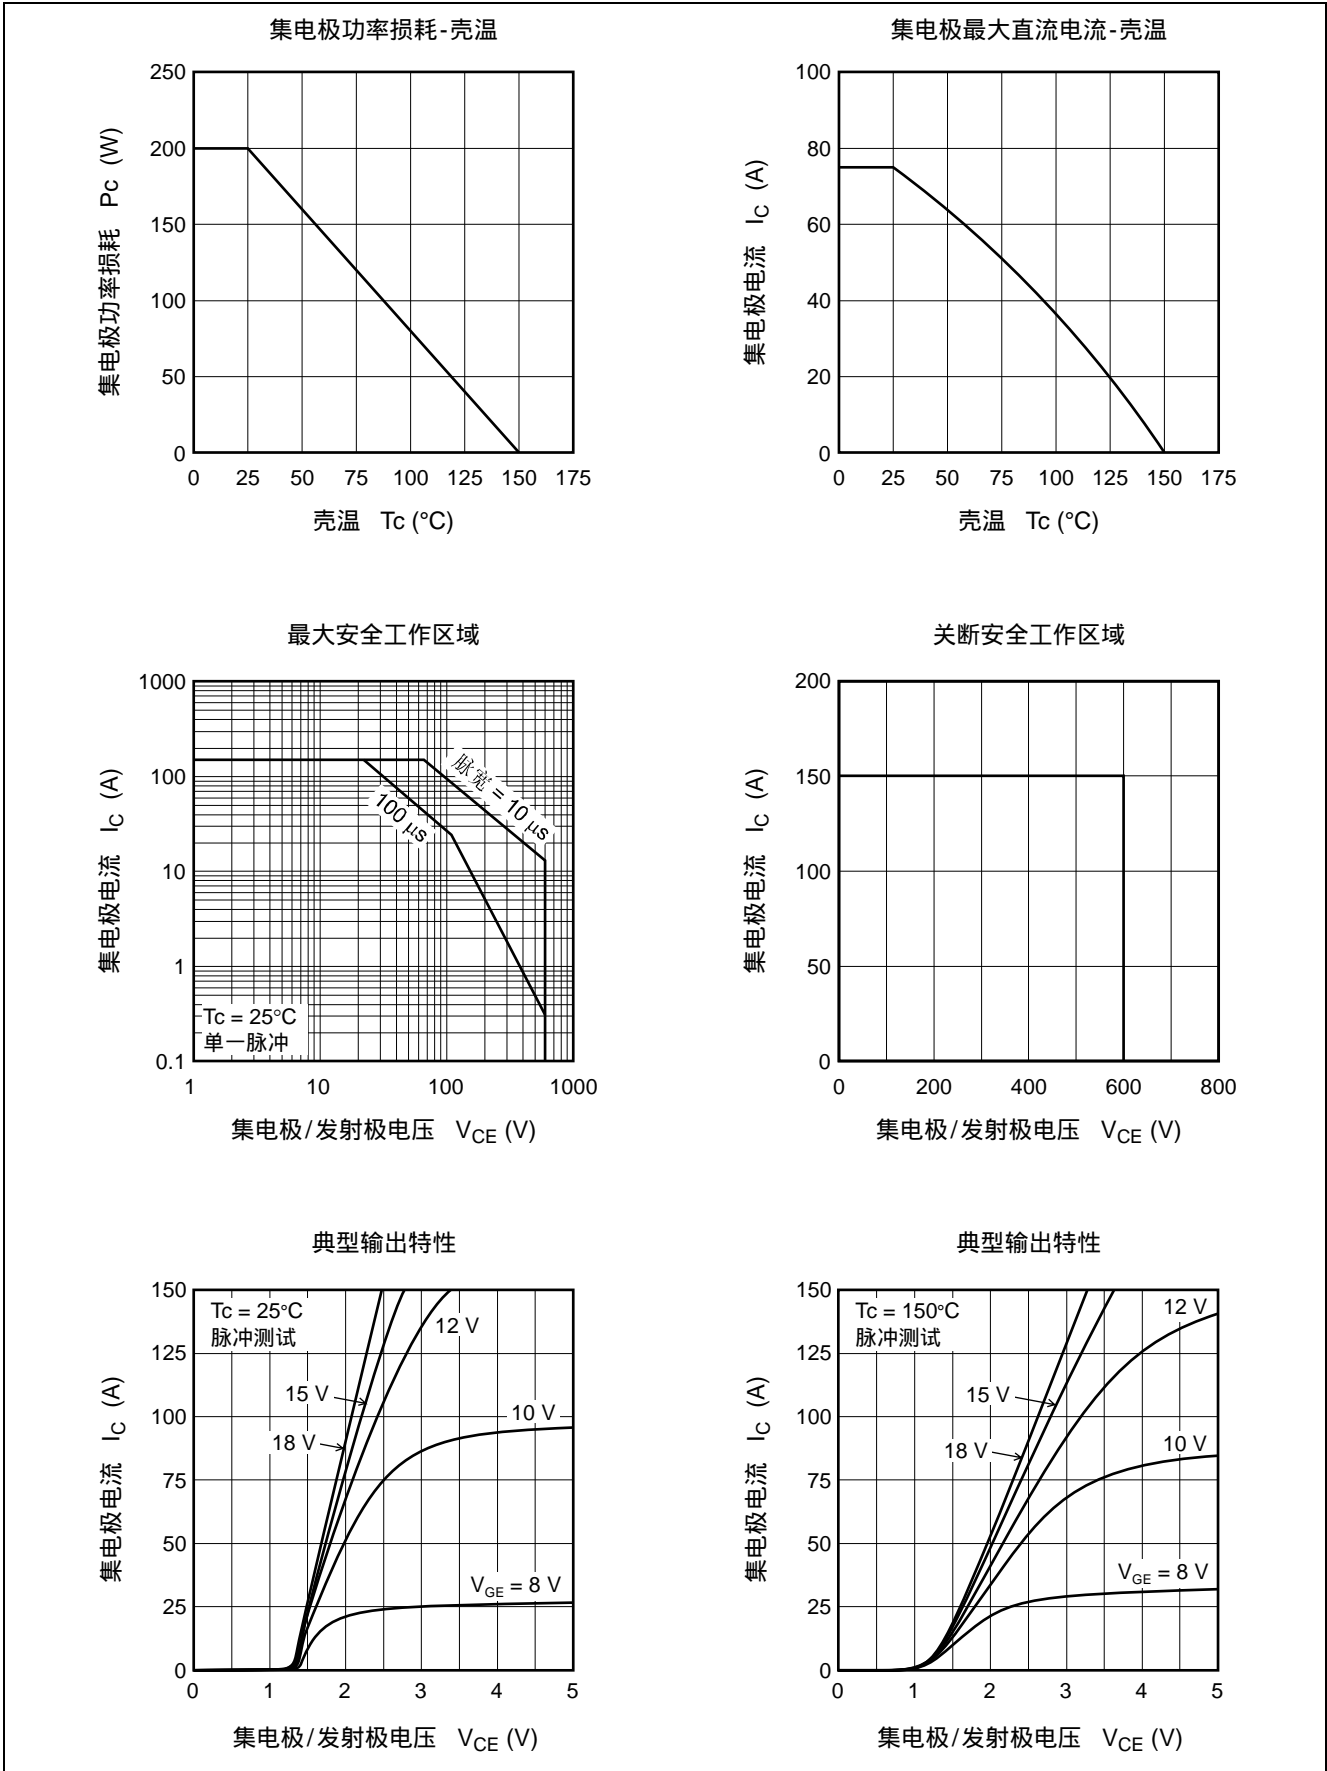 集电极功率损耗-壳温
250
200
150
100
50
0
集电极功率损耗 Pc (W)
0 25 50 75 100 125 150 175
壳温 Tc (°C)
集电极最大直流电流-壳温
100
80
60
40
20
0
集电极电流 IC (A)
0 25 50 75 100 125 150 175
壳温 Tc (°C)
最大安全工作区域
1000
100
10
1
0.1
集电极电流 IC (A)
脉宽 = 10 μs
100 μs
Tc = 25°C
单一脉冲
1 10 100 1000
集电极/发射极电压 VCE (V)
关断安全工作区域
200
150
100
50
0
集电极电流 IC (A)
0 200 400 600 800
集电极/发射极电压 VCE (V)
典型输出特性
150
125
100
75
50
25
0
集电极电流 IC (A)
Tc = 25°C
脉冲测试
12 V
15 V
10 V
18 V
VGE = 8 V
0 1 2 3 4 5
集电极/发射极电压 VCE (V)
典型输出特性
150
125
100
75
50
25
0
集电极电流 IC (A)
Tc = 150°C
脉冲测试
12 V
15 V
10 V
18 V
VGE = 8 V
0 1 2 3 4 5
集电极/发射极电压 VCE (V)